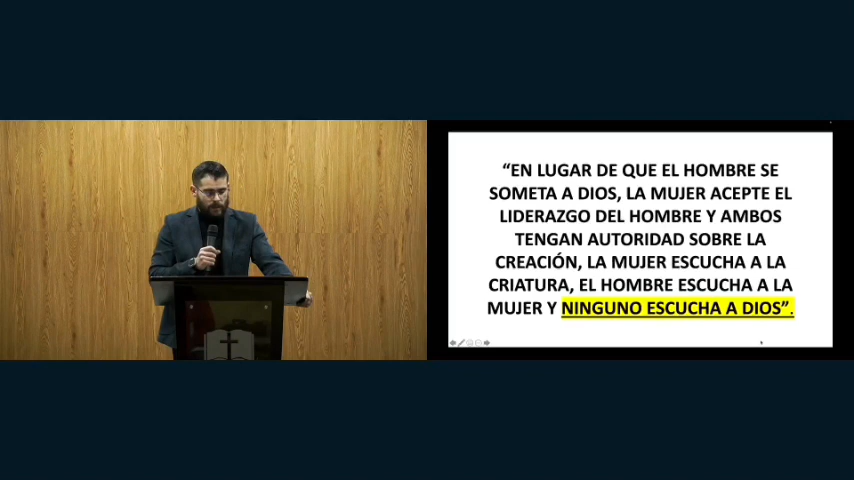 “EN LUGAR DE QUE EL HOMBRE SE
SOMETA A DIOS, LA MUJER ACEPTE EL
LIDERAZGO DEL HOMBRE Y AMBOS
TENGAN AUTORIDAD SOBRE LA
CREACIÓN, LA MUJER ESCUCHA A LA
CRIATURA, EL HOMBRE ESCUCHA A LA
MUJER Y NINGUNO ESCUCHA A DIOS”.